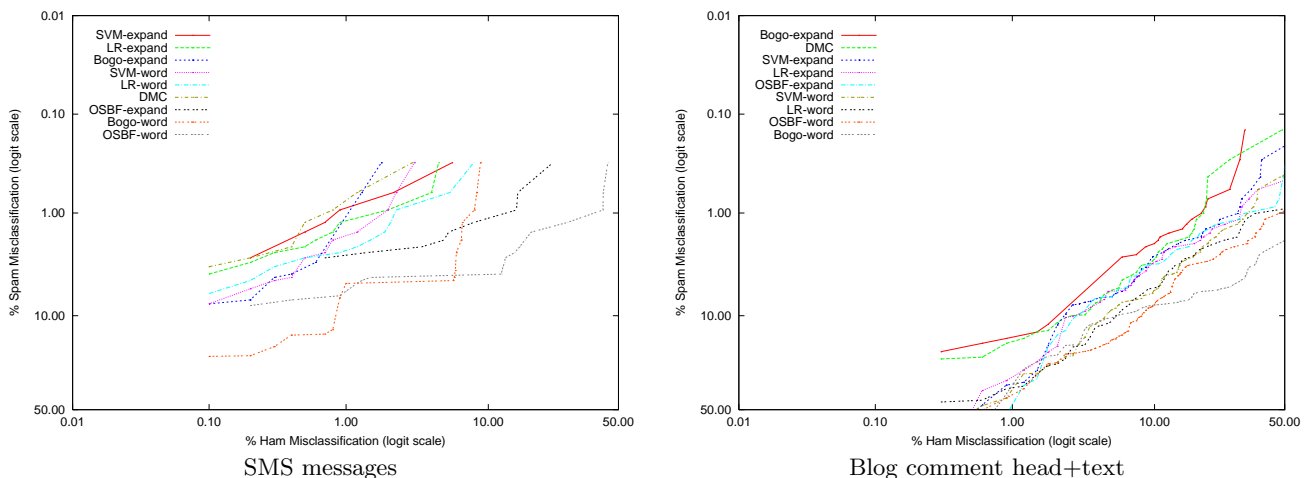 0.01
0.10
1.00
10.00
50.00
0.01
0.10
1.00
10.00
50.00
% Spam Misclassification (logit scale)
% Ham Misclassification (logit scale)
SVM-expand
LR-expand
Bogo-expand
SVM-word
LR-word
DMC
OSBF-expand
Bogo-word
OSBF-word
SMS messages
0.01
0.10
1.00
10.00
50.00
0.01
0.10
1.00
10.00
50.00
% Spam Misclassification (logit scale)
% Ham Misclassification (logit scale)
Bogo-expand
DMC
SVM-expand
LR-expand
OSBF-expand
SVM-word
LR-word
OSBF-word
Bogo-word
Blog comment head+text